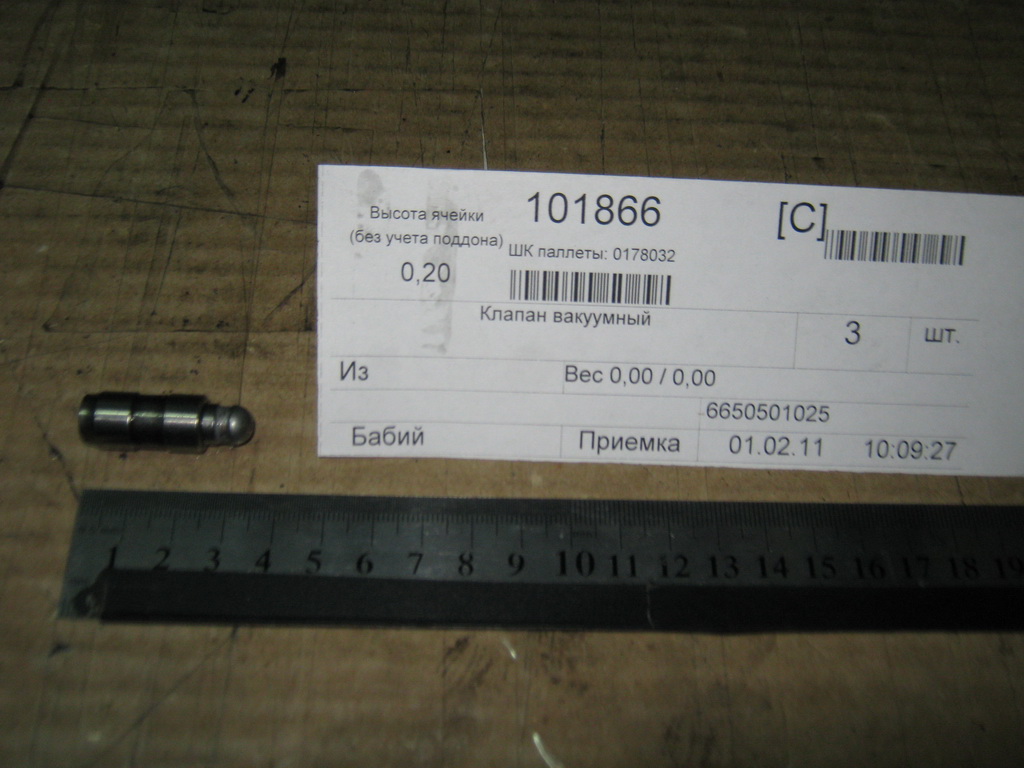 101866
[C]
Высота ячейки
(без учета поддона)
0,20
ШК паллеты: 0178032
Клапан вакуумный
3
шт.
Из
Вес 0,00 / 0,00
6650501025
Бабий
Приемка
01.02.11
10:09:27
1 2 3 4 5 6 7 8 9 10 11 12 13 14 15 16 17 18 19